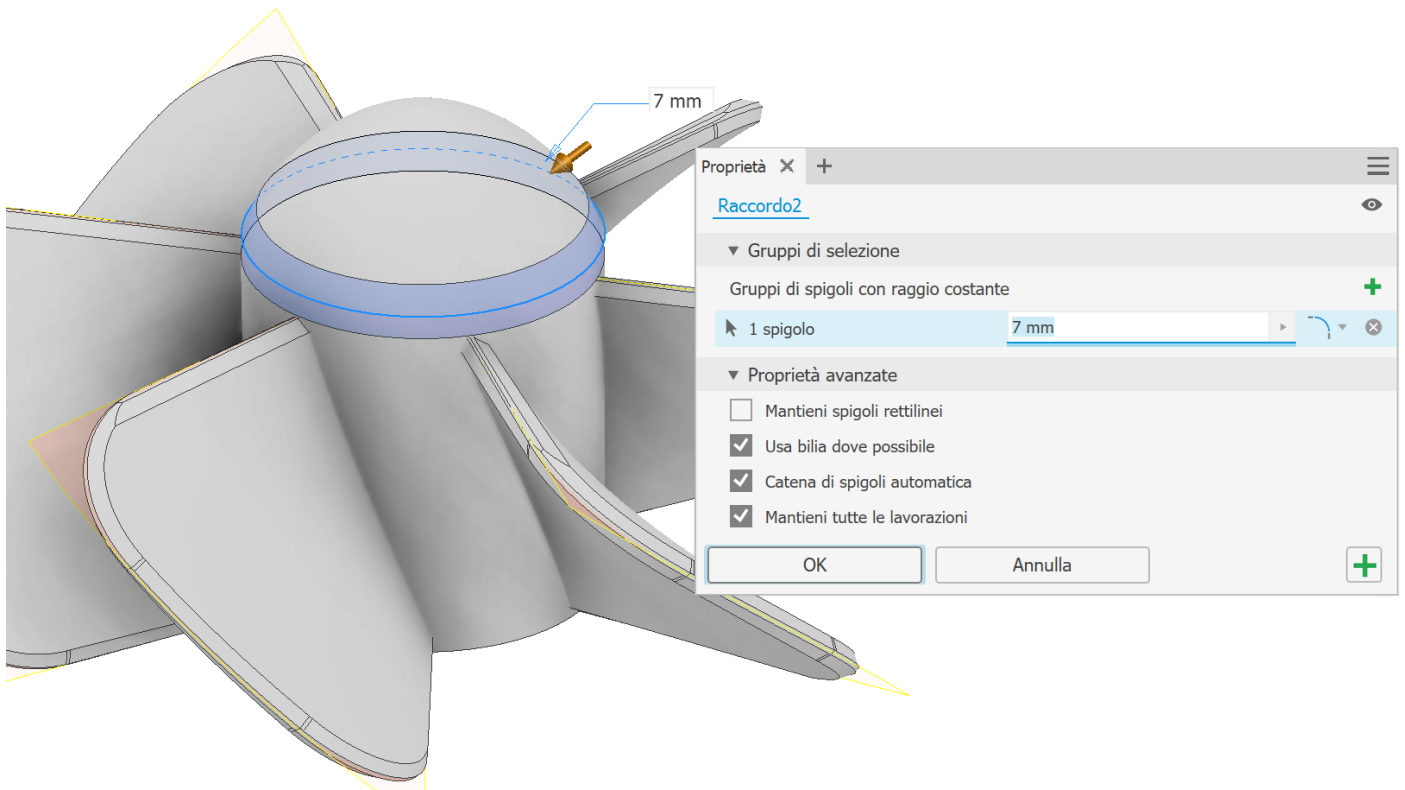 7 mm
Proprietà
Raccordo2
Gruppi di selezione
Gruppi di spigoli con raggio costante
1 spigolo 7 mm
Proprietà avanzate
Mantieni spigoli rettilinei
Usa bilia dove possibile
Catena di spigoli automatica
Mantieni tutte le lavorazioni
OK Annulla